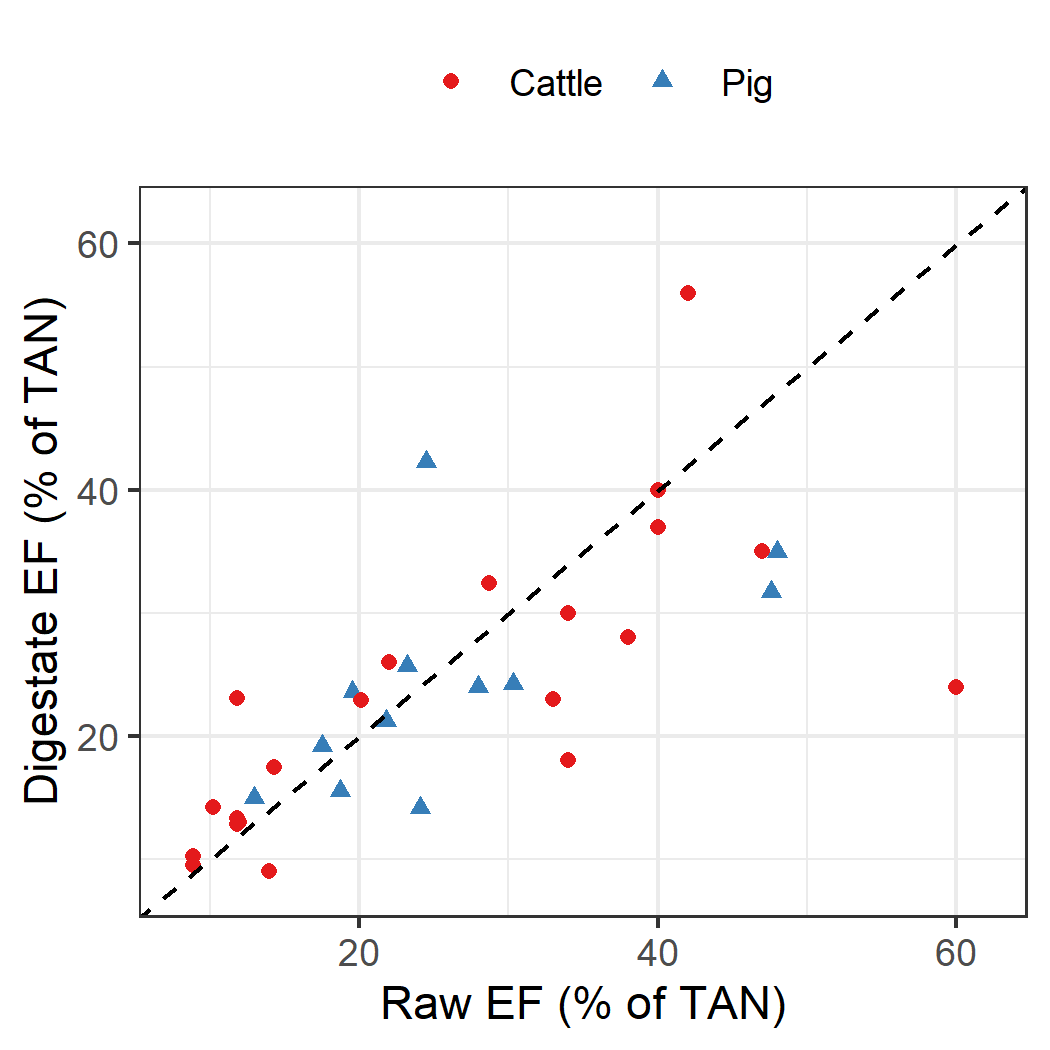 Cattle Pig
Digestate EF (% of TAN)
60
40
20
20 40 60
Raw EF (% of TAN)